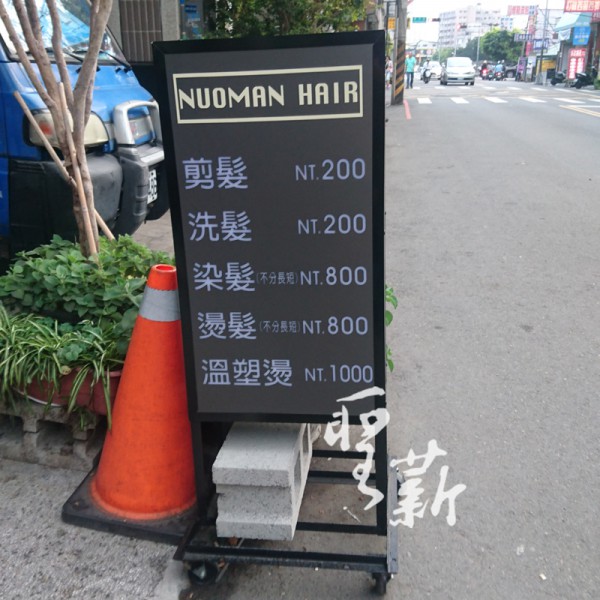 NUOMAN HAIR
剪髮 NT.200
洗髮 NT.200
染髮(不分長短)NT.800
燙髮(不分長短)NT.800
溫塑燙 NT.1000